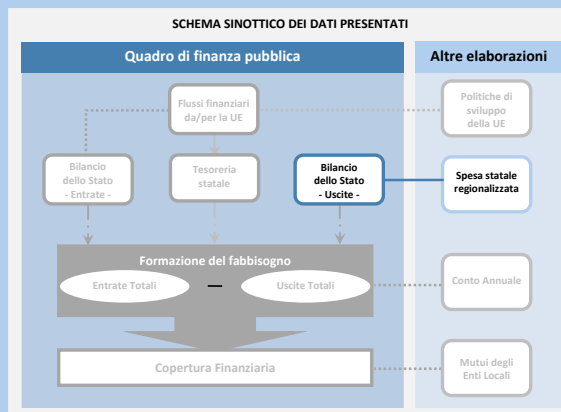 SCHEMA SINOTTICO DEI DATI PRESENTATI
Quadro di finanza pubblica
Altre elaborazioni
Flussi finanziari
da/per la UE
Politiche di
sviluppo
della UE
Bilancio
dello Stato
- Entrate -
Tesoreria
statale
Bilancio
dello Stato
- Uscite -
Spesa statale
regionalizzata
Formazione del fabbisogno
Entrate Totali
—
Uscite Totali
Conto Annuale
Copertura Finanziaria
Mutui degli
Enti Locali